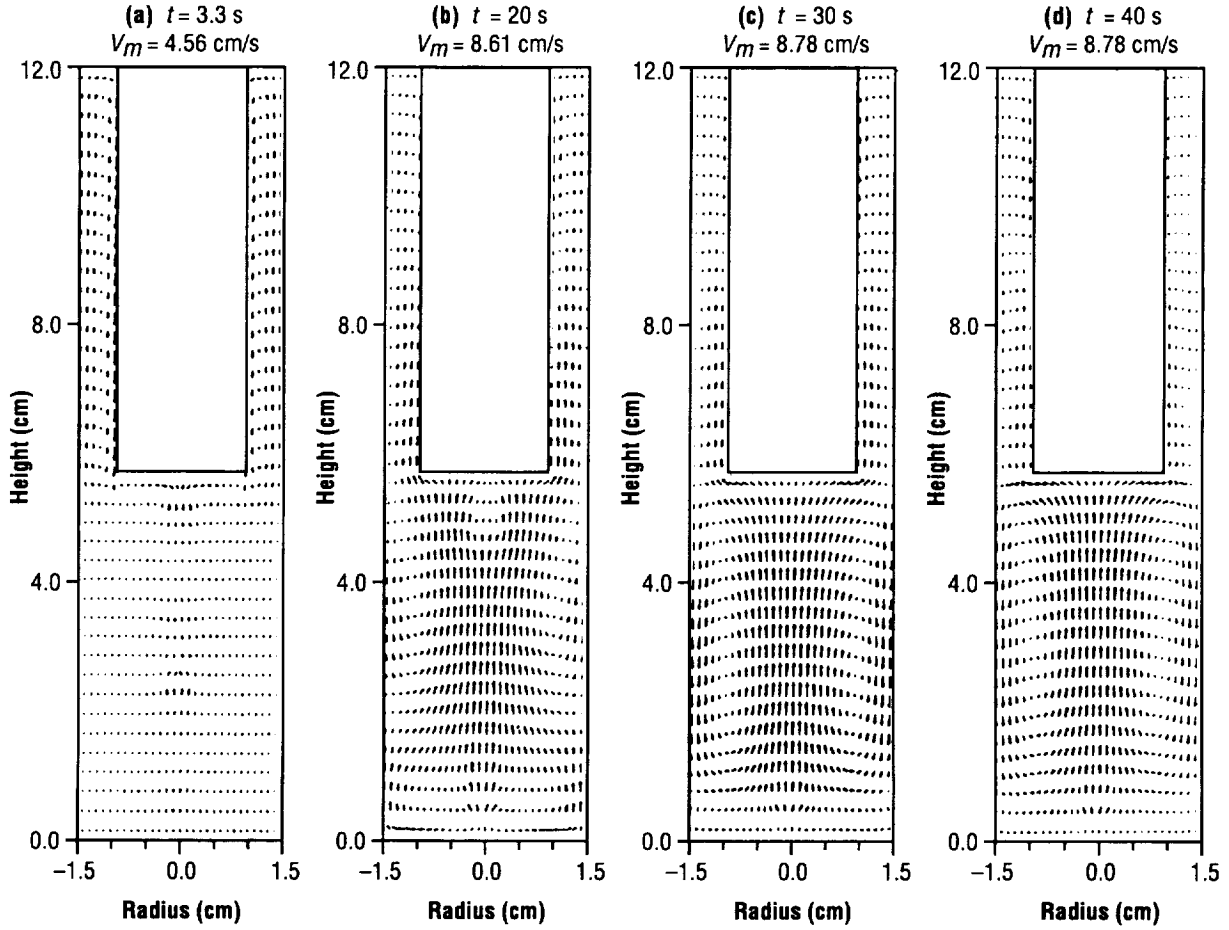 (a) t = 3.3 s
V_m = 4.56 cm/s
12.0
8.0
4.0
0.0
Height (cm)
−1.5 0.0 1.5
Radius (cm)
(b) t = 20 s
V_m = 8.61 cm/s
12.0
8.0
4.0
0.0
Height (cm)
−1.5 0.0 1.5
Radius (cm)
(c) t = 30 s
V_m = 8.78 cm/s
12.0
8.0
4.0
0.0
Height (cm)
−1.5 0.0 1.5
Radius (cm)
(d) t = 40 s
V_m = 8.78 cm/s
12.0
8.0
4.0
0.0
Height (cm)
−1.5 0.0 1.5
Radius (cm)